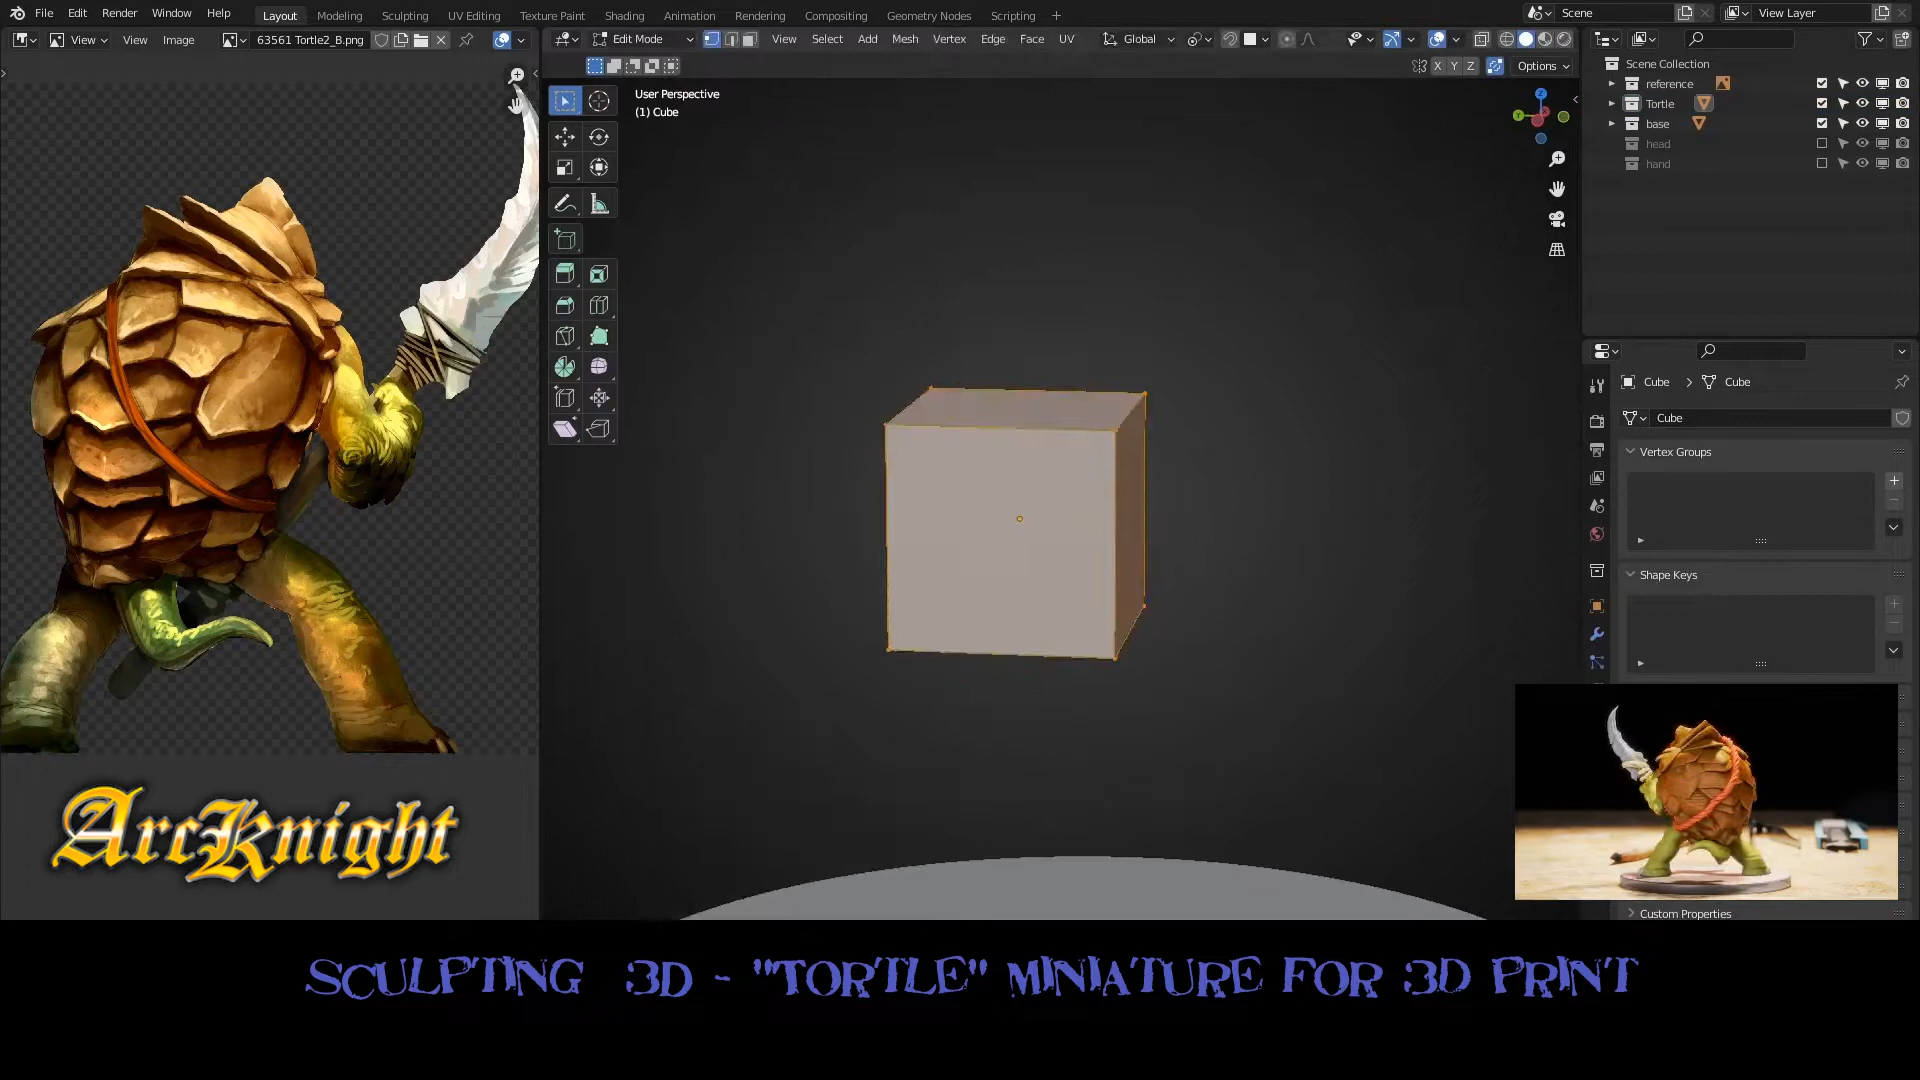 File Edit Render Window Help
Layout Modeling Sculpting UV Editing Texture Paint Shading Animation Rendering Compositing Geometry Nodes Scripting +
Scene View Layer
View View Image 63561 Tortle2_B.png
Edit Mode View Select Add Mesh Vertex Edge Face UV Global
X Y Z Options
User Perspective
(1) Cube
Z
Y
Scene Collection
reference
Tortle
base
head
hand
Cube > Cube
Cube
Vertex Groups
Shape Keys
Custom Properties
ArcKnight
SCULPTING 3D - "TORTLE" MINIATURE FOR 3D PRINT